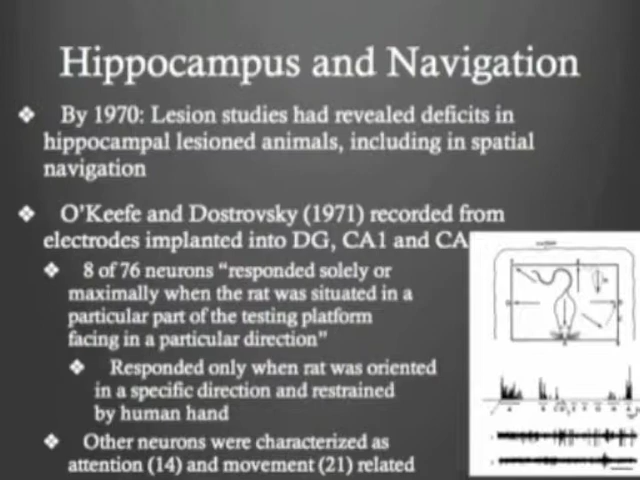 Hippocampus and Navigation
❖ By 1970: Lesion studies had revealed deficits in
hippocampal lesioned animals, including in spatial
navigation
❖ O'Keefe and Dostrovsky (1971) recorded from
electrodes implanted into DG, CA1 and CA
❖ 8 of 76 neurons "responded solely or
maximally when the rat was situated in a
particular part of the testing platform
facing in a particular direction"
❖ Responded only when rat was oriented
in a specific direction and restrained
by human hand
❖ Other neurons were characterized as
attention (14) and movement (21) related